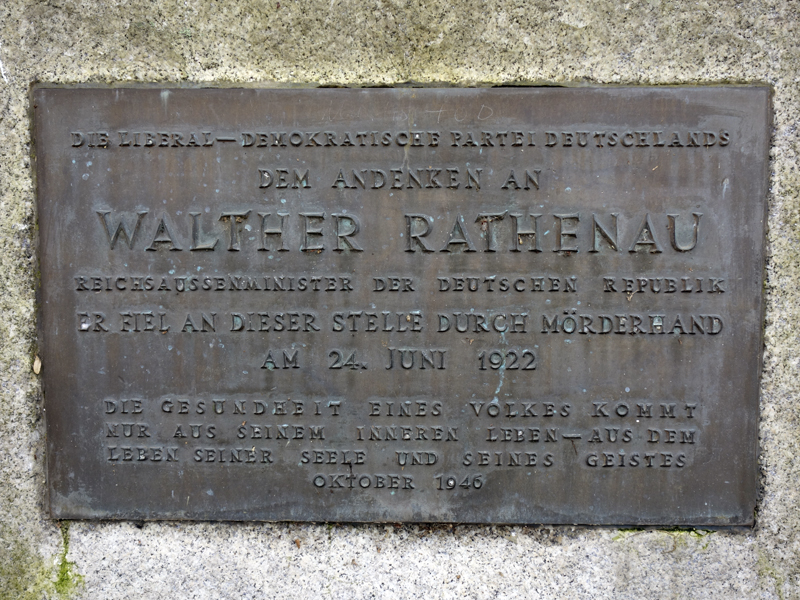 DIE LIBERAL—DEMOKRATISCHE PARTEI DEUTSCHLANDS
DEM ANDENKEN AN
WALTHER RATHENAU
REICHSAUSSENMINISTER DER DEUTSCHEN REPUBLIK
ER FIEL AN DIESER STELLE DURCH MÖRDERHAND
AM 24. JUNI 1922
DIE GESUNDHEIT EINES VOLKES KOMMT
NUR AUS SEINEM INNEREN LEBEN—AUS DEM
LEBEN SEINER SEELE UND SEINES GEISTES
OKTOBER 1946